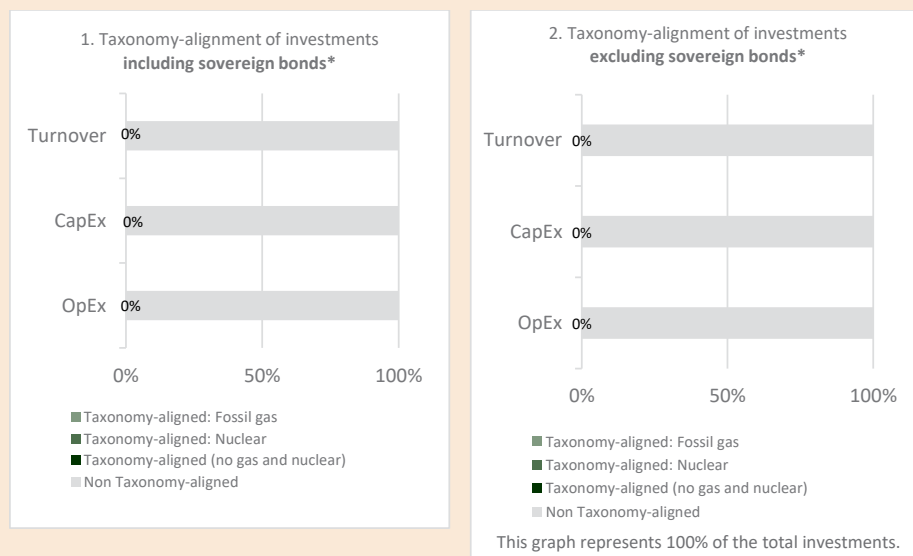 1. Taxonomy-alignment of investments
including sovereign bonds*
Turnover 0%
CapEx 0%
OpEx 0%
0% 50% 100%
Taxonomy-aligned: Fossil gas
Taxonomy-aligned: Nuclear
Taxonomy-aligned (no gas and nuclear)
Non Taxonomy-aligned
2. Taxonomy-alignment of investments
excluding sovereign bonds*
Turnover 0%
CapEx 0%
OpEx 0%
0% 50% 100%
Taxonomy-aligned: Fossil gas
Taxonomy-aligned: Nuclear
Taxonomy-aligned (no gas and nuclear)
Non Taxonomy-aligned
This graph represents 100% of the total investments.